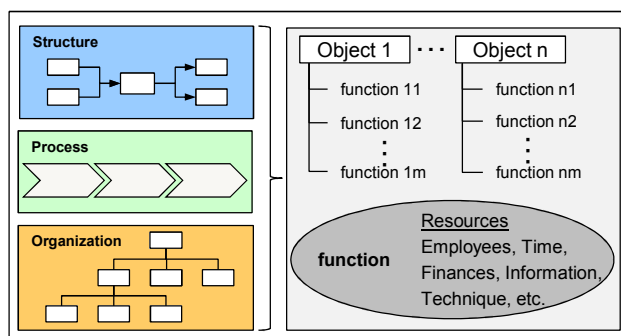 Structure
Process
Organization
Object 1 ··· Object n
function 11
function 12
function 1m
function n1
function n2
function nm
function
Resources
Employees, Time,
Finances, Information,
Technique, etc.